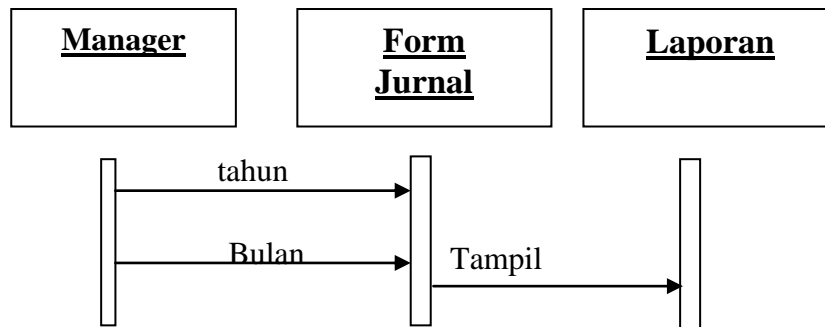 Manager
Form
Jurnal
Laporan
tahun
Bulan
Tampil